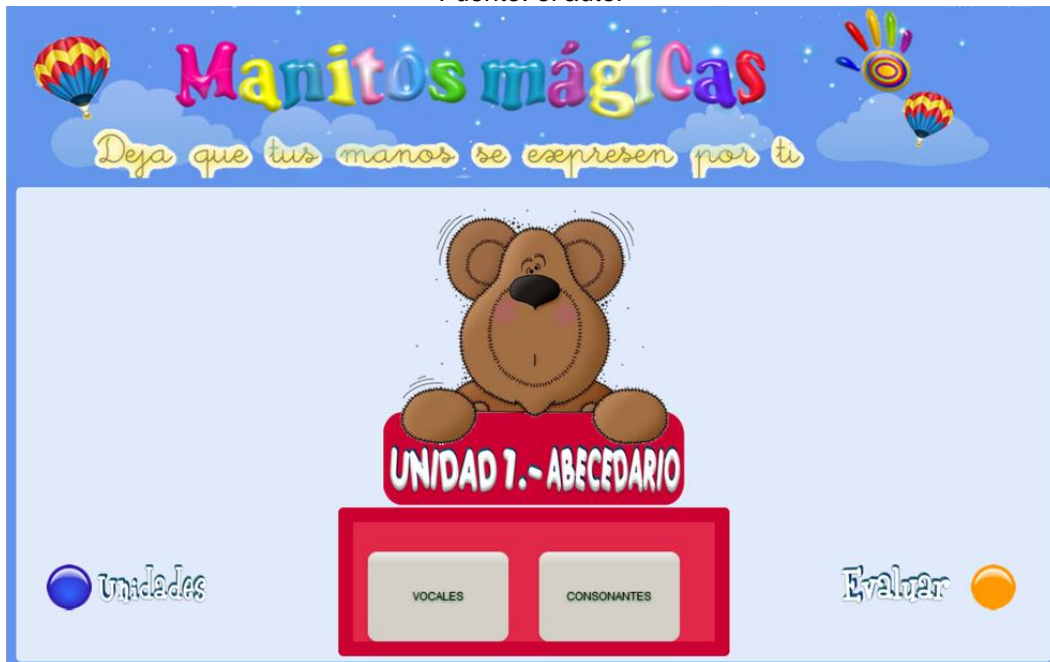 Manitos mágicas
Deja que tus manos se expresen por ti
UNIDAD 1.- ABECEDARIO
VOCALES
CONSONANTES
Unidades
Evaluar